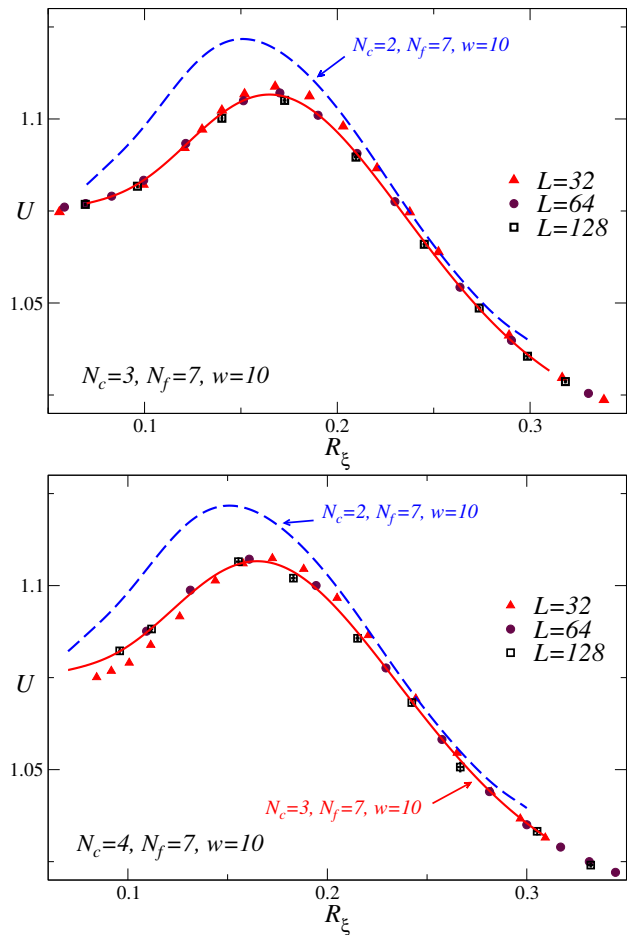 N_c=2, N_f=7, w=10
1.1
L=32
L=64
U
L=128
1.05
N_c=3, N_f=7, w=10
0.1
0.2
0.3
R_ξ
N_c=2, N_f=7, w=10
1.1
L=32
L=64
L=128
U
1.05
N_c=3, N_f=7, w=10
N_c=4, N_f=7, w=10
0.1
0.2
0.3
R_ξ